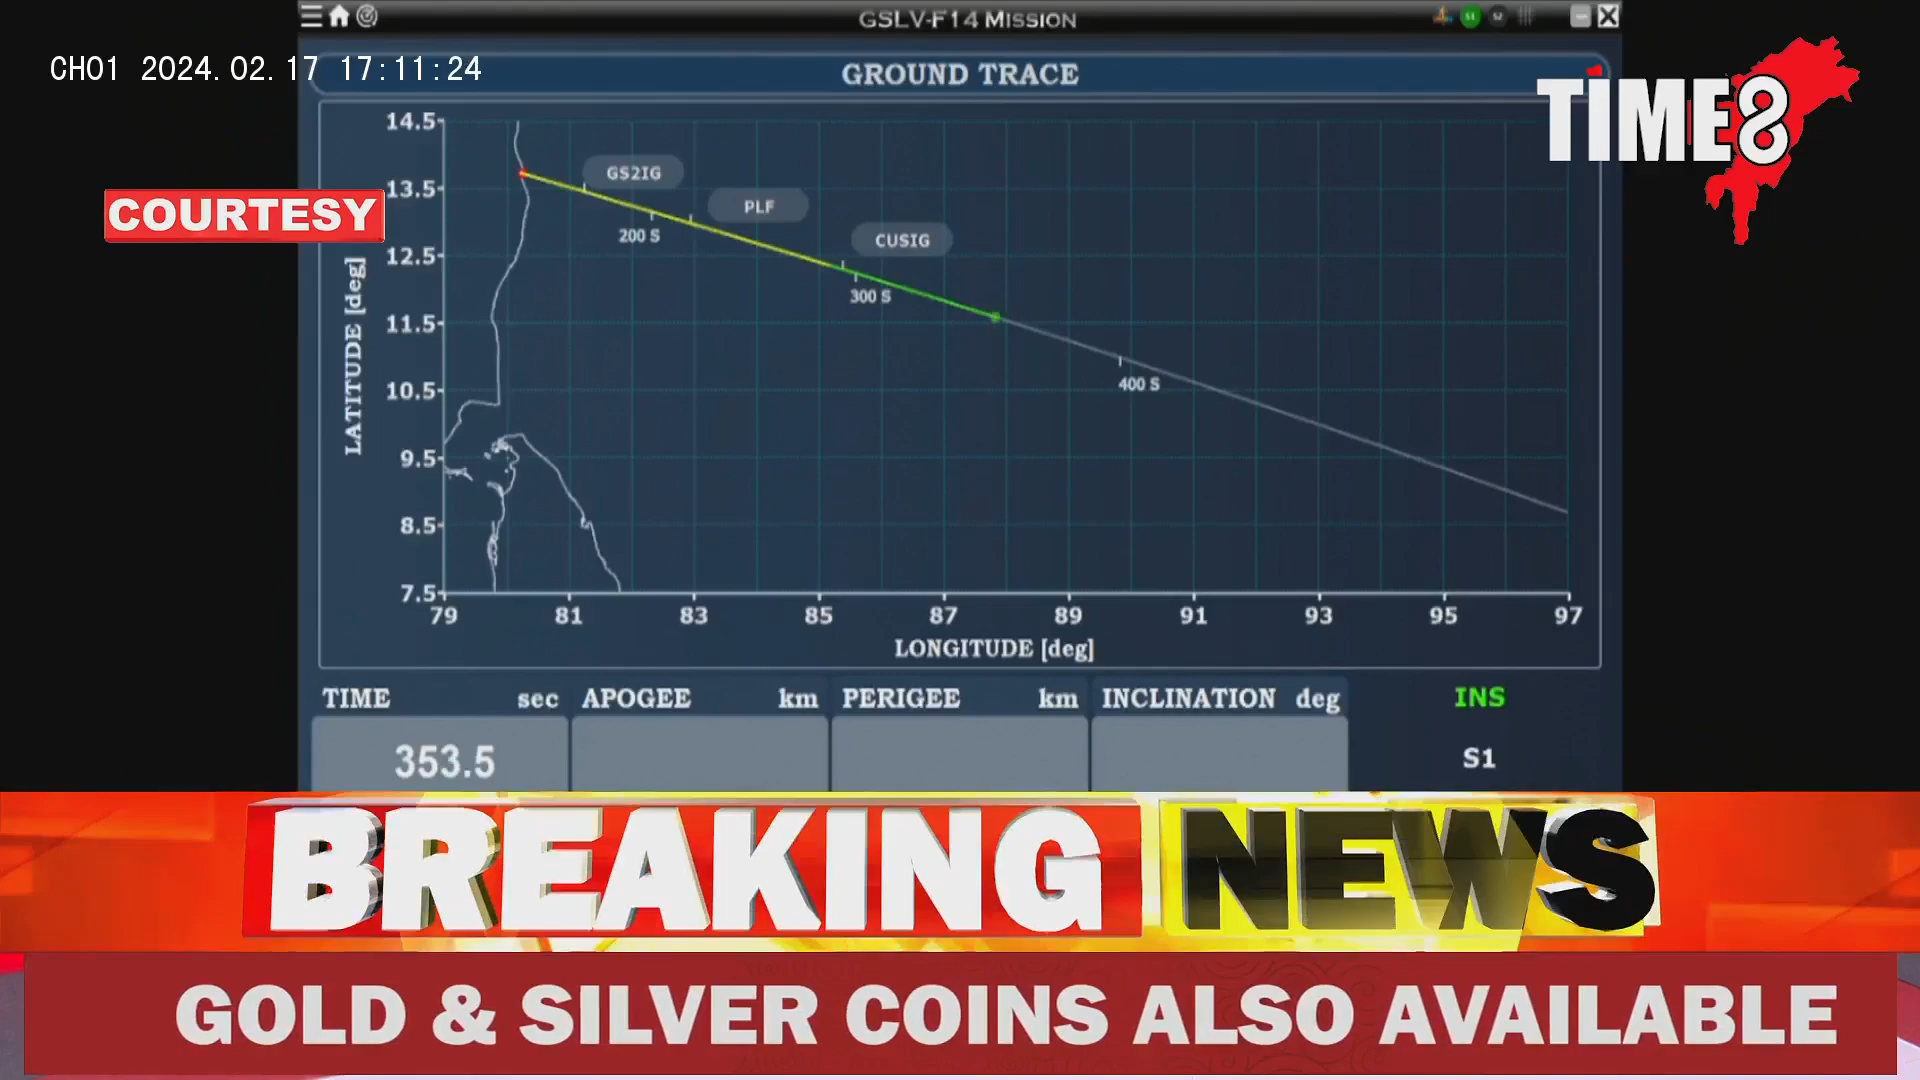 GSLV-F14 MISSION
S1
S2
CH01 2024.02.17 17:11:24
GROUND TRACE
TIME8
COURTESY
14.5
13.5
12.5
11.5
10.5
9.5
8.5
7.5
LATITUDE [deg]
GS2IG
PLF
CUSIG
200 S
300 S
400 S
79 81 83 85 87 89 91 93 95 97
LONGITUDE [deg]
TIME sec APOGEE km PERIGEE km INCLINATION deg INS
353.5 S1
BREAKING NEWS
GOLD & SILVER COINS ALSO AVAILABLE